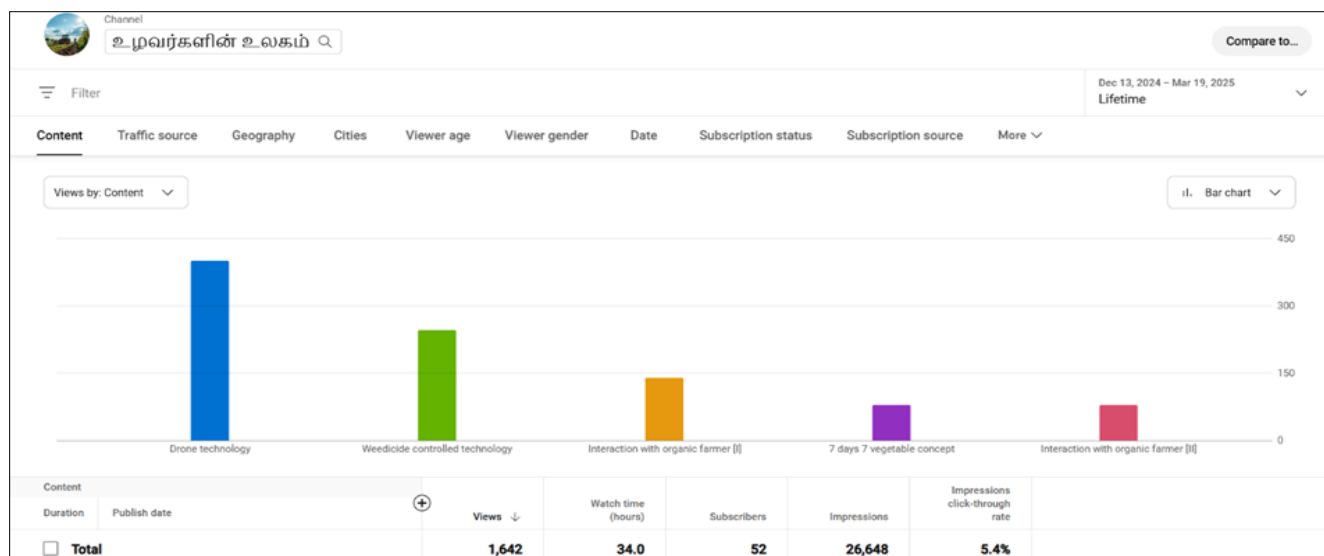 Channel
உழவர்களின் உலகம்
Compare to...
Filter
Dec 13, 2024 – Mar 19, 2025
Lifetime
Content Traffic source Geography Cities Viewer age Viewer gender Date Subscription status Subscription source More
Views by: Content
Bar chart
450
300
150
0
Drone technology Weedicide controlled technology Interaction with organic farmer [I] 7 days 7 vegetable concept Interaction with organic farmer [II]
Content
Duration Publish date
Views ↓
Watch time
(hours)
Subscribers
Impressions
Impressions
click-through
rate
Total 1,642 34.0 52 26,648 5.4%